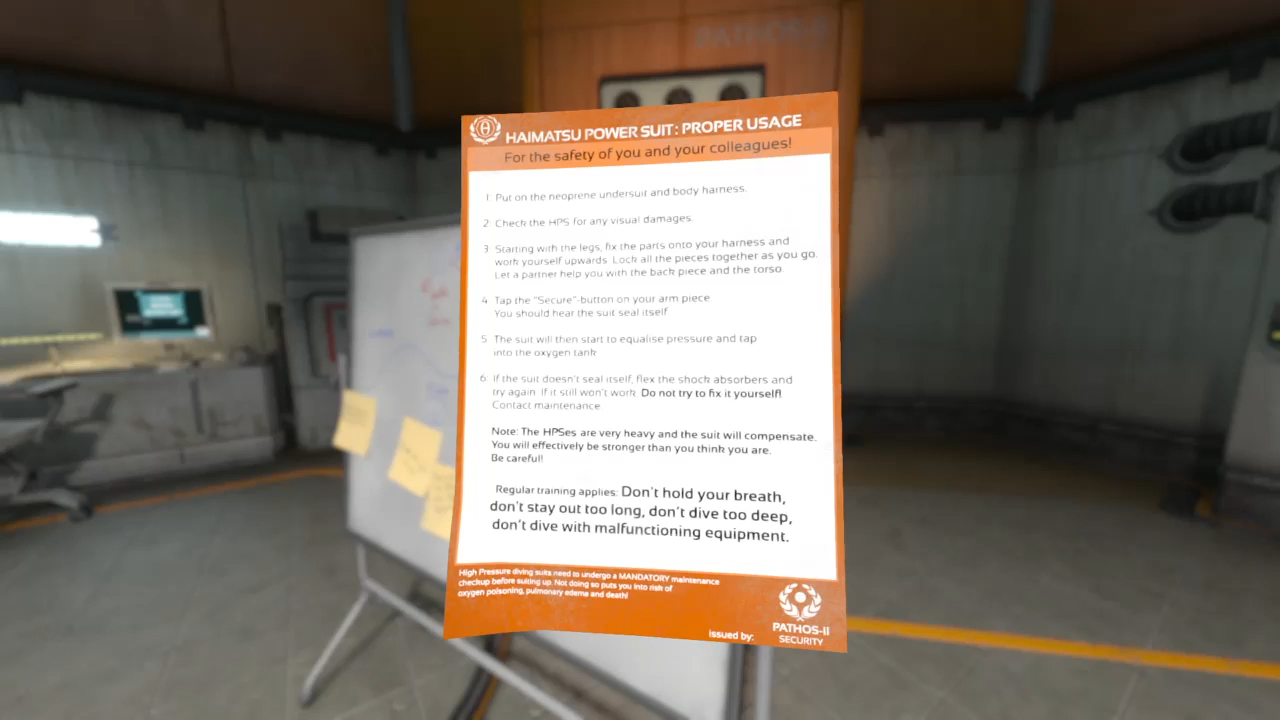 PATHOS-II
HAIMATSU POWER SUIT: PROPER USAGE
For the safety of you and your colleagues!
1. Put on the neoprene undersuit and body harness.
2. Check the HPS for any visual damages.
3. Starting with the legs, fix the parts onto your harness and
work yourself upwards. Lock all the pieces together as you go.
Let a partner help you with the back piece and the torso.
4. Tap the "Secure"-button on your arm piece.
You should hear the suit seal itself.
5. The suit will then start to equalise pressure and tap
into the oxygen tank.
6. If the suit doesn't seal itself, flex the shock absorbers and
try again. If it still won't work. Do not try to fix it yourself!
Contact maintenance.
Note: The HPSes are very heavy and the suit will compensate.
You will effectively be stronger than you think you are.
Be careful!
Regular training applies: Don't hold your breath,
don't stay out too long, don't dive too deep,
don't dive with malfunctioning equipment.
High Pressure diving suits need to undergo a MANDATORY maintenance
checkup before suiting up. Not doing so puts you into risk of
oxygen poisoning, pulmonary edema and death!
Issued by:
PATHOS-II
SECURITY